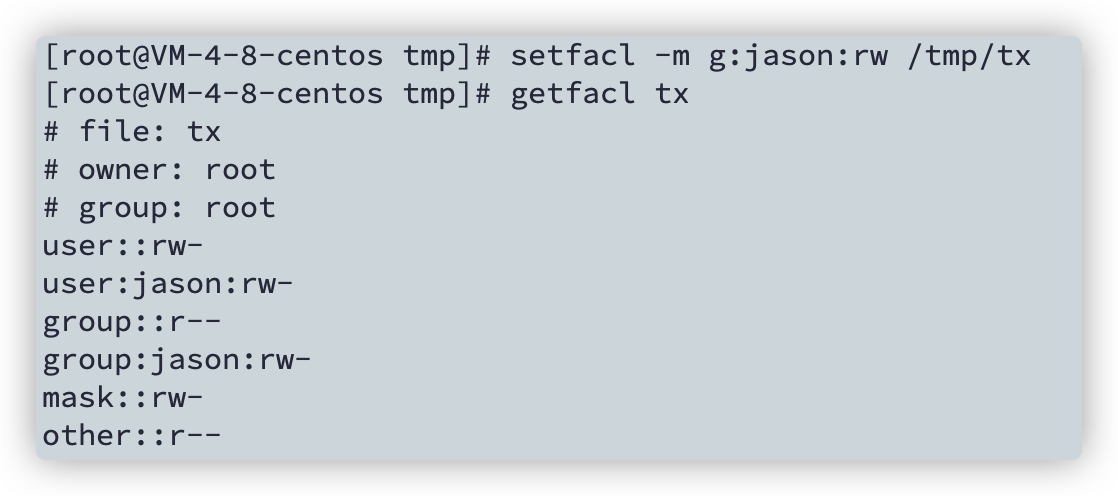 [root@VM-4-8-centos tmp]# setfacl -m g:jason:rw /tmp/tx
[root@VM-4-8-centos tmp]# getfacl tx
# file: tx
# owner: root
# group: root
user::rw-
user:jason:rw-
group::r--
group:jason:rw-
mask::rw-
other::r--